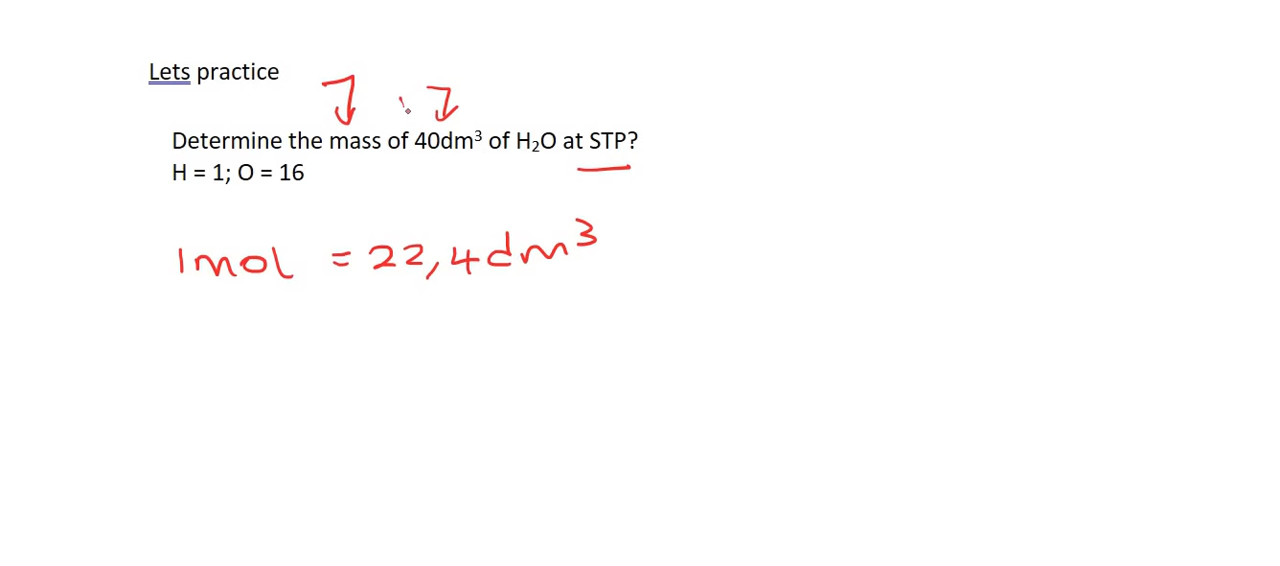 Lets practice
Determine the mass of 40dm³ of H₂O at STP?
H = 1; O = 16
1mol = 22,4dm³